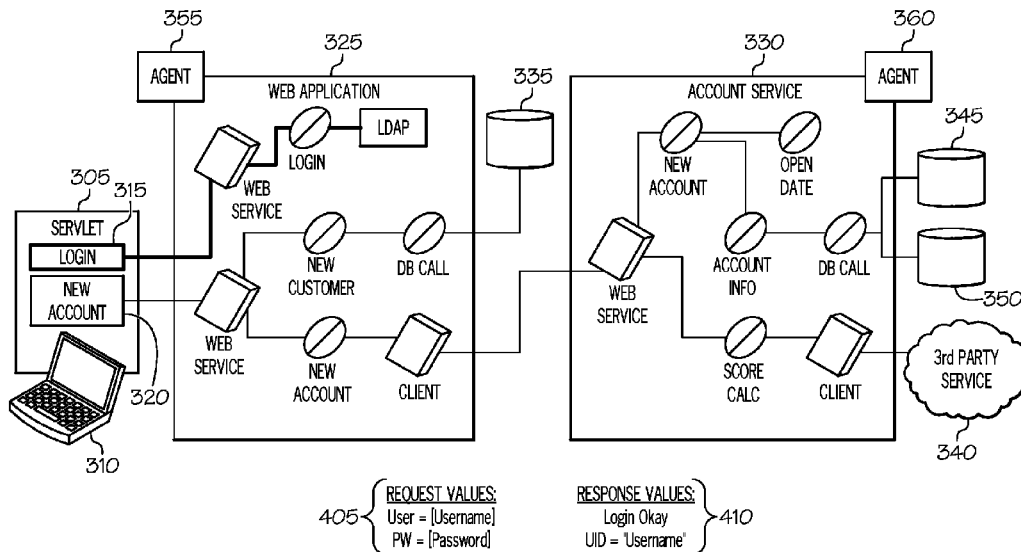 355
325
330
360
AGENT
WEB APPLICATION
335
ACCOUNT SERVICE
AGENT
345
LOGIN
LDAP
WEB
SERVICE
NEW
ACCOUNT
OPEN
DATE
305
315
SERVLET
LOGIN
NEW
ACCOUNT
NEW
CUSTOMER
DB CALL
WEB
SERVICE
ACCOUNT
INFO
DB CALL
350
WEB
SERVICE
NEW
ACCOUNT
CLIENT
SCORE
CALC
CLIENT
3rd PARTY
SERVICE
320
310
340
405
REQUEST VALUES:
User = [Username]
PW = [Password]
RESPONSE VALUES:
Login Okay
UID = "Username"
410